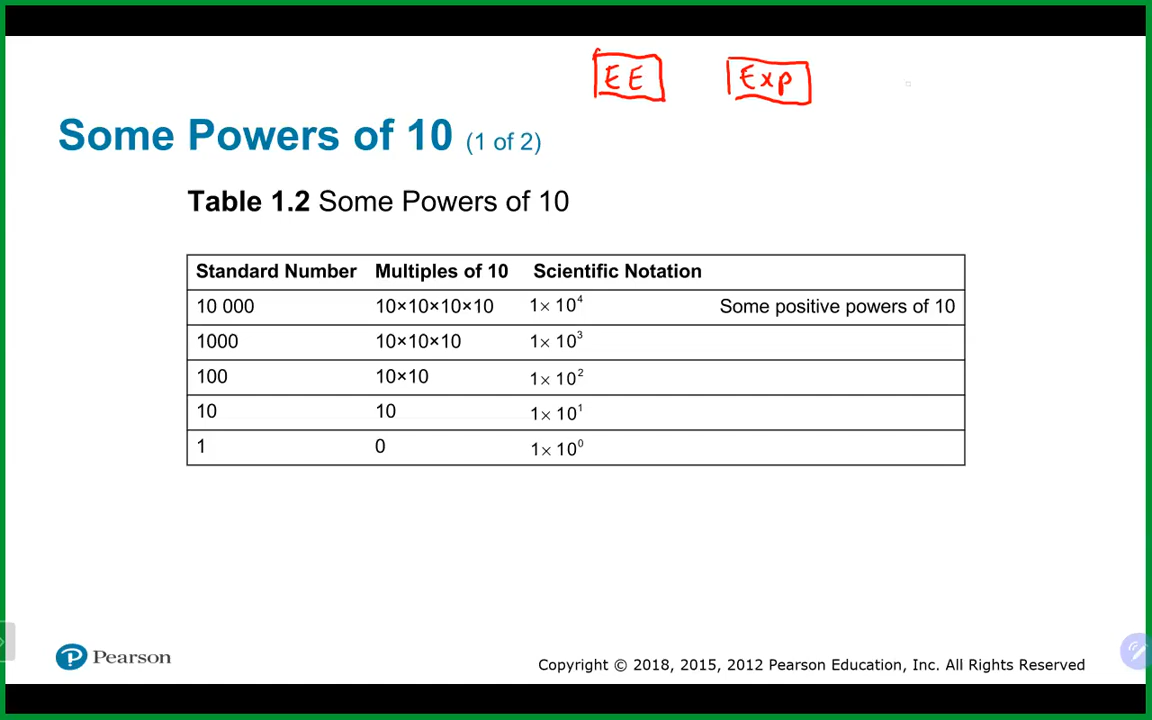 EE Exp
Some Powers of 10 (1 of 2)
Table 1.2 Some Powers of 10
Standard Number Multiples of 10 Scientific Notation
10 000 10×10×10×10 1× 10⁴ Some positive powers of 10
1000 10×10×10 1× 10³
100 10×10 1× 10²
10 10 1× 10¹
1 0 1× 10⁰
Pearson
Copyright © 2018, 2015, 2012 Pearson Education, Inc. All Rights Reserved